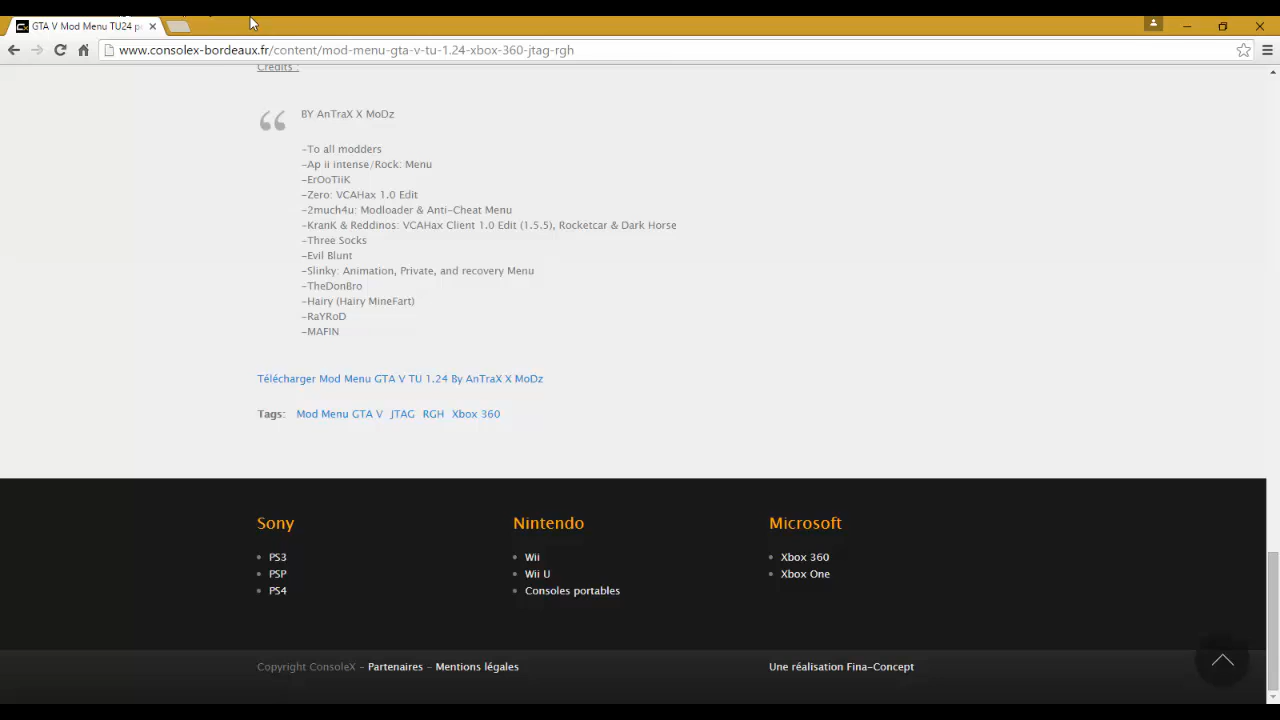 GTA V Mod Menu TU24 p
www.consolex-bordeaux.fr/content/mod-menu-gta-v-tu-1.24-xbox-360-jtag-rgh
Credits :
BY AnTraX X MoDz
-To all modders
-Ap ii intense/Rock: Menu
-ErOoTiiK
-Zero: VCAHax 1.0 Edit
-2much4u: Modloader & Anti-Cheat Menu
-KranK & Reddinos: VCAHax Client 1.0 Edit (1.5.5), Rocketcar & Dark Horse
-Three Socks
-Evil Blunt
-Slinky: Animation, Private, and recovery Menu
-TheDonBro
-Hairy (Hairy MineFart)
-RaYRoD
-MAFIN
Télécharger Mod Menu GTA V TU 1.24 By AnTraX X MoDz
Tags: Mod Menu GTA V JTAG RGH Xbox 360
Sony
PS3
PSP
PS4
Nintendo
Wii
Wii U
Consoles portables
Microsoft
Xbox 360
Xbox One
Copyright ConsoleX - Partenaires - Mentions légales
Une réalisation Fina-Concept